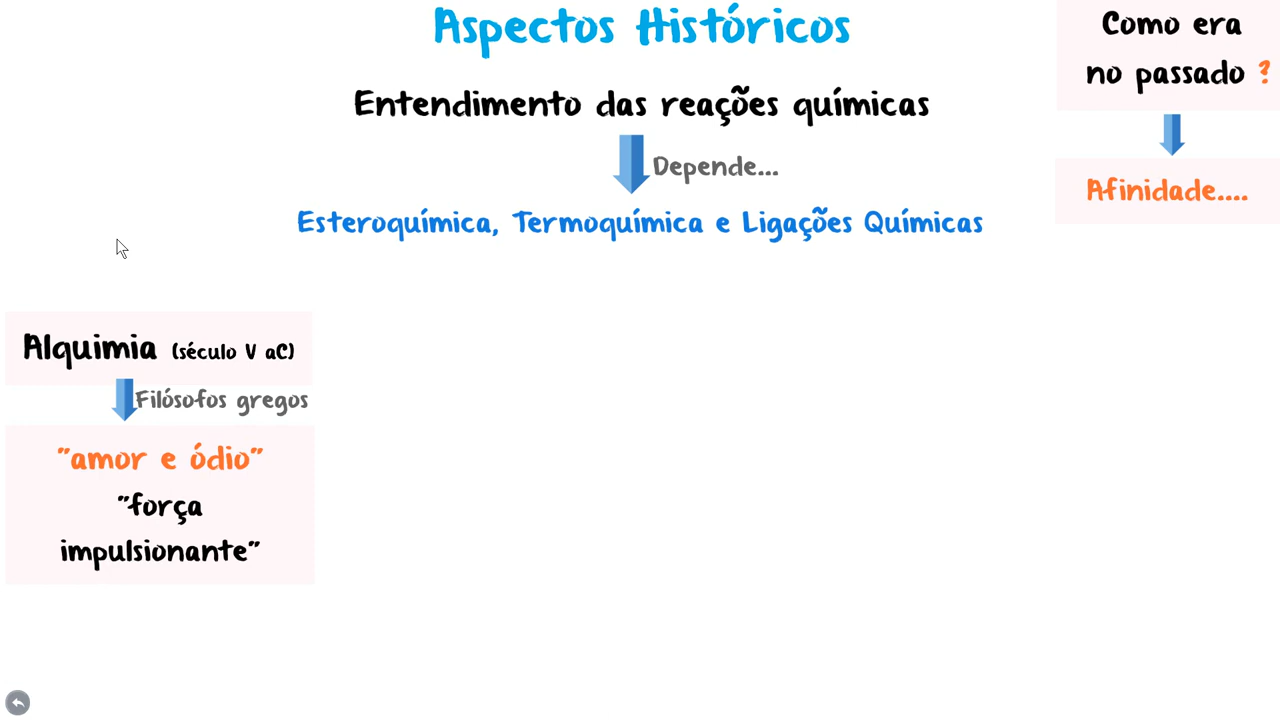 Aspectos Históricos
Como era
no passado ?
Entendimento das reações químicas
Depende...
Afinidade....
Esteroquímica, Termoquímica e Ligações Químicas
Alquimia (século V aC)
Filósofos gregos
"amor e ódio"
"força
impulsionante"